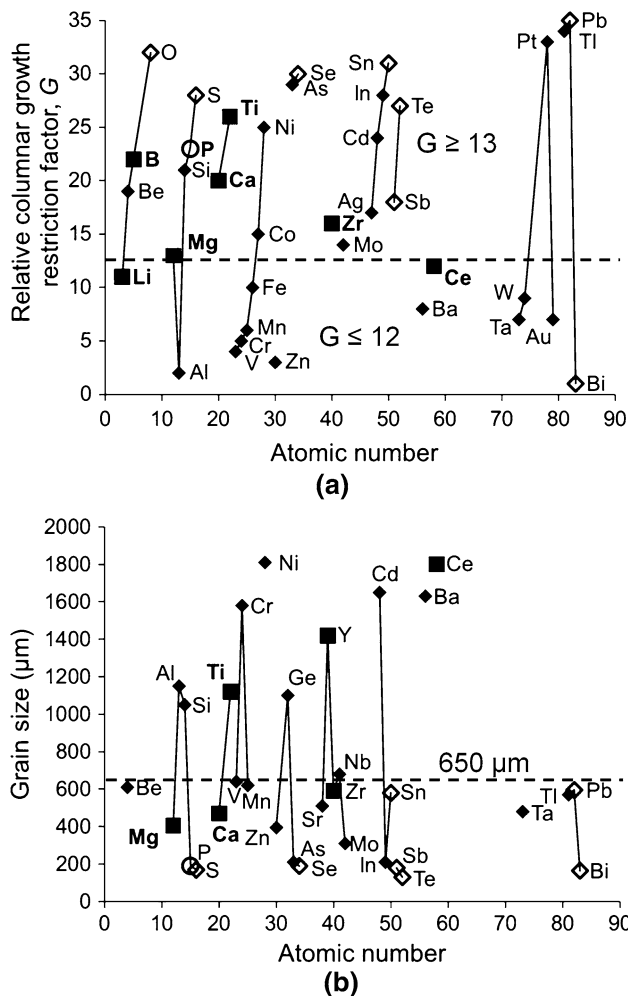 Relative columnar growth
restriction factor, G
35
30
25
20
15
10
5
0
O
Pb
Pt
Tl
Sn
Se
As
S
In
Te
Ti
Ni
P
Cd
G ≥ 13
B
Si
Be
Ca
Ag
Sb
Zr
Co
Mo
Mg
Li
Ce
Fe
W
Ba
Ta
Au
Mn
G ≤ 12
Cr
V
Zn
Al
Bi
0 10 20 30 40 50 60 70 80 90
Atomic number
(a)
Grain size (µm)
2000
1800
1600
1400
1200
1000
800
600
400
200
0
Ni
Ce
Cd
Cr
Ba
Y
Al
Ti
Ge
Si
Nb
650 µm
Be
V
Mn
Zr
Sn
Tl
Pb
Sr
Ta
Mg
Ca
Zn
Mo
P
As
In
Sb
S
Se
Te
Bi
0 10 20 30 40 50 60 70 80 90
Atomic number
(b)